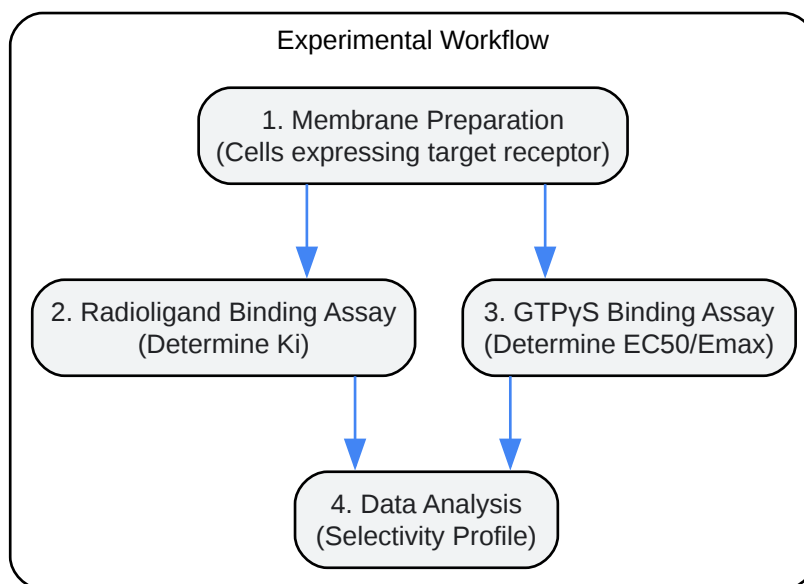 Experimental Workflow
1. Membrane Preparation
(Cells expressing target receptor)
2. Radioligand Binding Assay
(Determine Ki)
3. GTPγS Binding Assay
(Determine EC50/Emax)
4. Data Analysis
(Selectivity Profile)